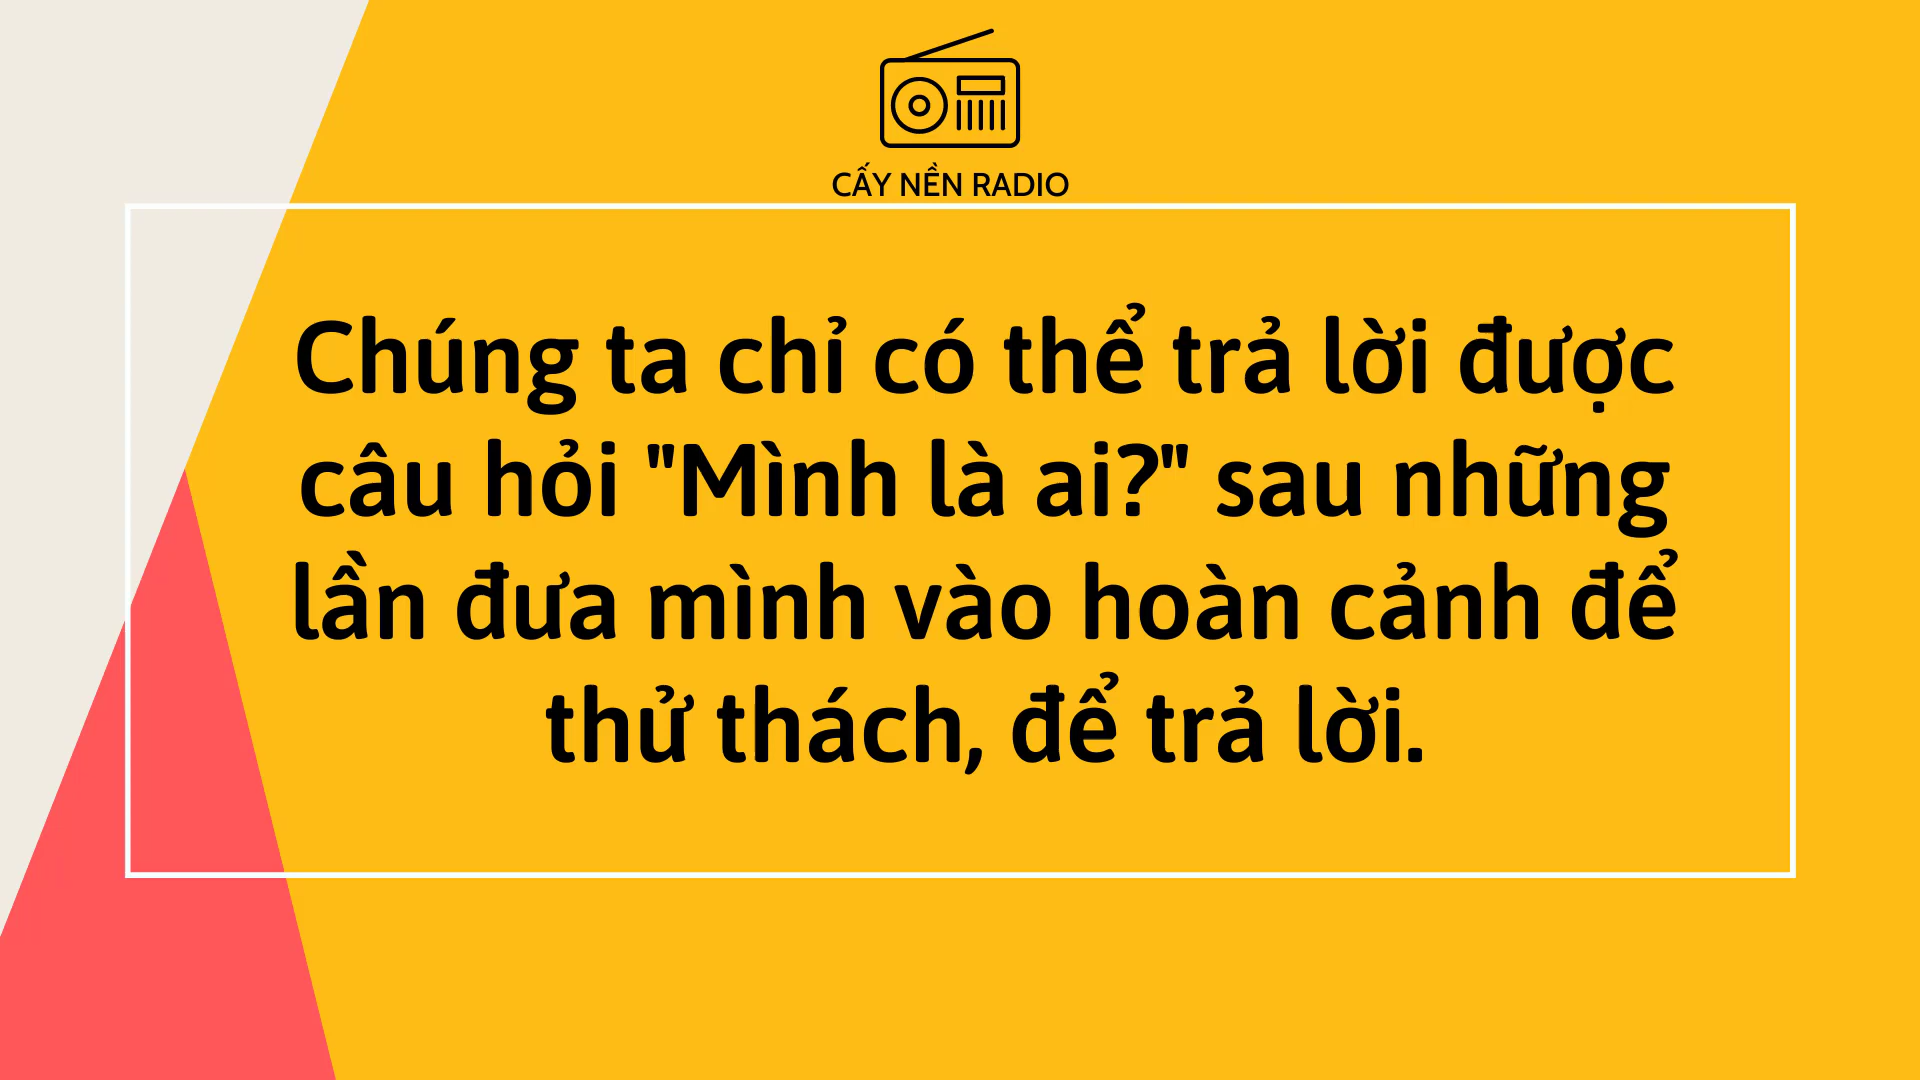 CẤY NỀN RADIO
Chúng ta chỉ có thể trả lời được
câu hỏi "Mình là ai?" sau những
lần đưa mình vào hoàn cảnh để
thử thách, để trả lời.